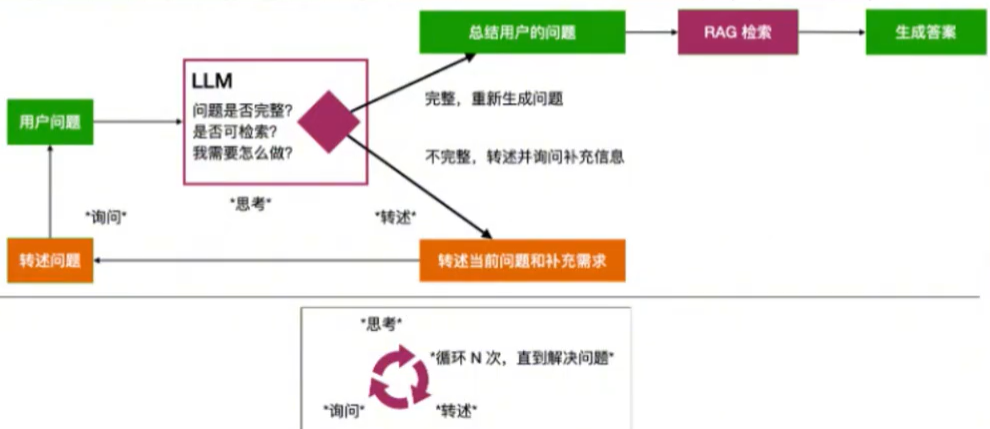 总结用户的问题
RAG 检索
生成答案
LLM
问题是否完整?
是否可检索?
我需要怎么做?
用户问题
完整，重新生成问题
不完整，转述并询问补充信息
*思考*
*询问*
*转述*
转述问题
转述当前问题和补充需求
*思考*
*循环 N 次，直到解决问题*
*询问*
*转述*